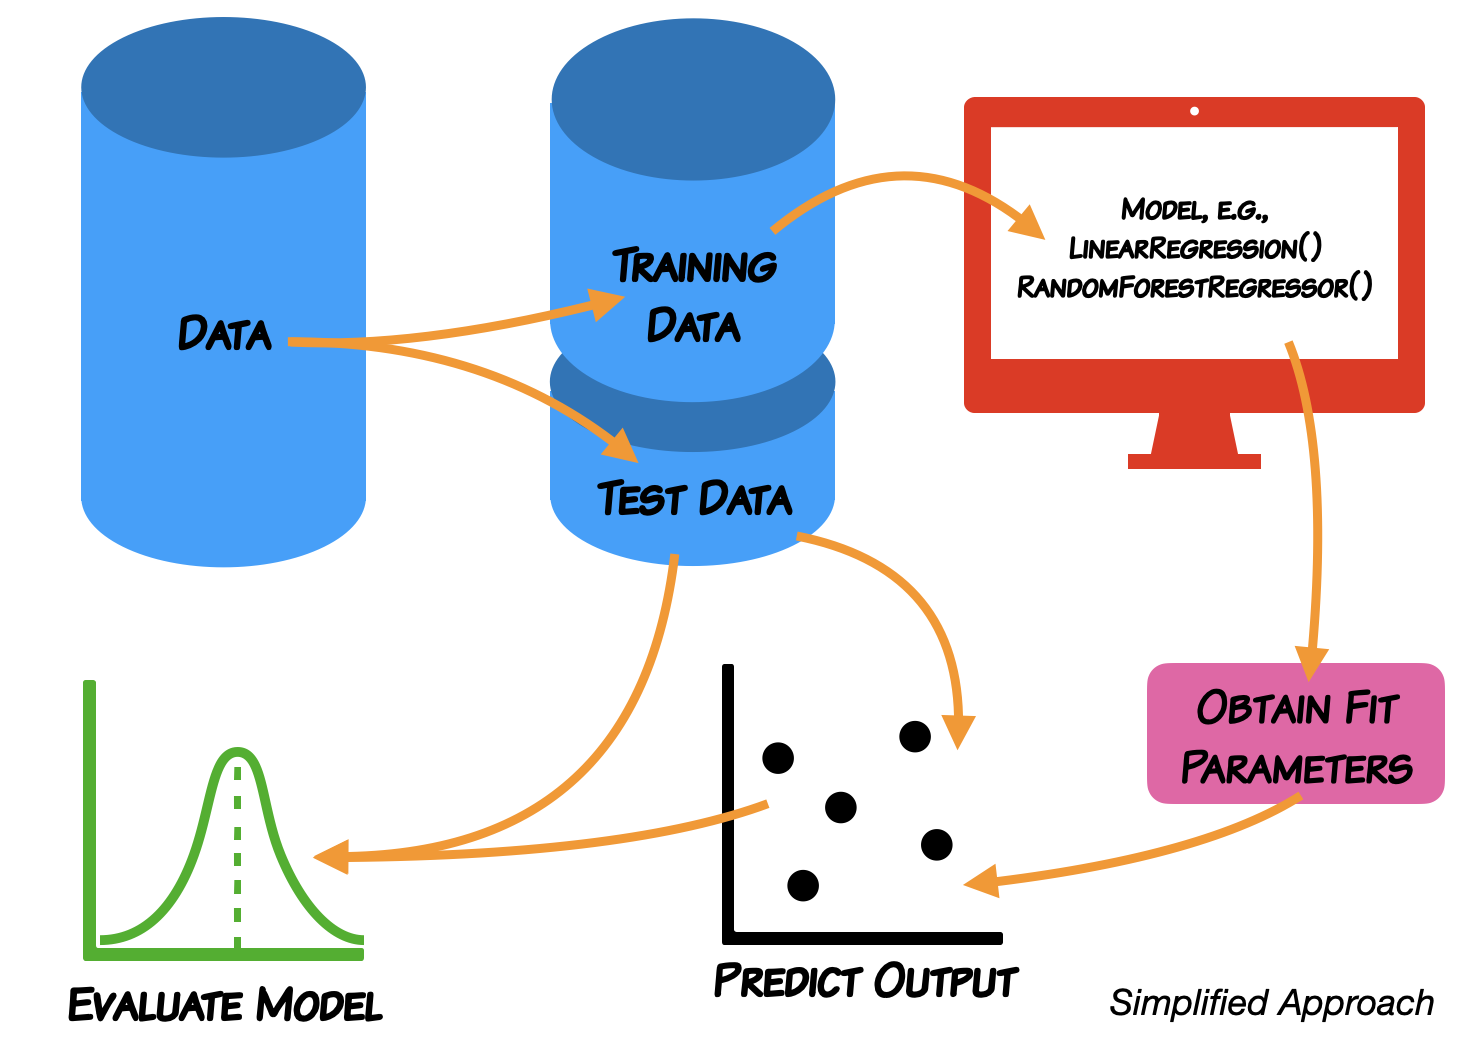 Data
Training
Data
Test Data
Model, e.g.,
LinearRegression()
RandomForestRegressor()
Obtain Fit
Parameters
Predict Output
Evaluate Model
Simplified Approach